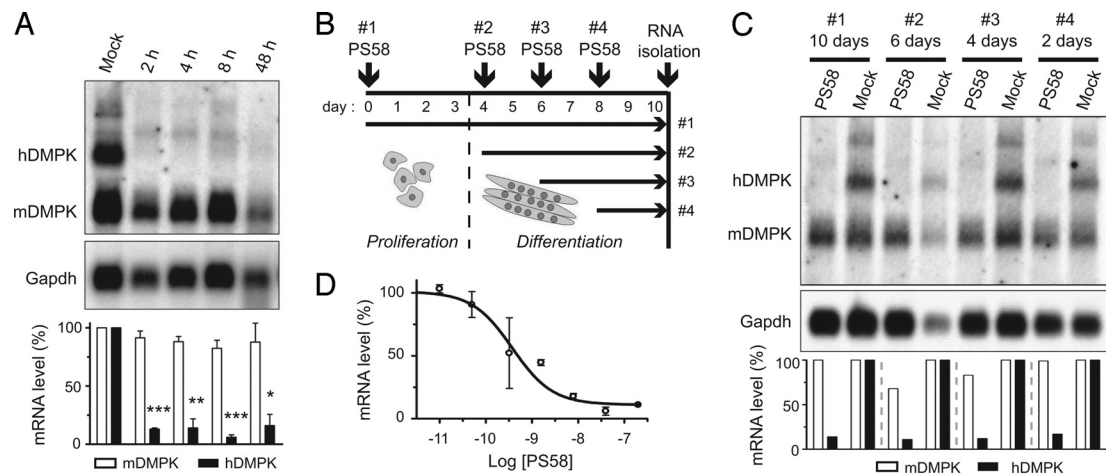 A
Mock
2 h
4 h
8 h
48 h
hDMPK
mDMPK
Gapdh
mRNA level (%)
100
50
0
***
**
***
*
mDMPK
hDMPK
B
#1
PS58
#2
PS58
#3
PS58
#4
PS58
RNA
isolation
day :
0 1 2 3 4 5 6 7 8 9 10
#1
#2
#3
#4
Proliferation
Differentiation
C
#1
10 days
#2
6 days
#3
4 days
#4
2 days
PS58
Mock
PS58
Mock
PS58
Mock
PS58
Mock
hDMPK
mDMPK
Gapdh
mRNA level (%)
100
50
0
mDMPK
hDMPK
D
mRNA level (%)
100
50
0
-11 -10 -9 -8 -7
Log [PS58]